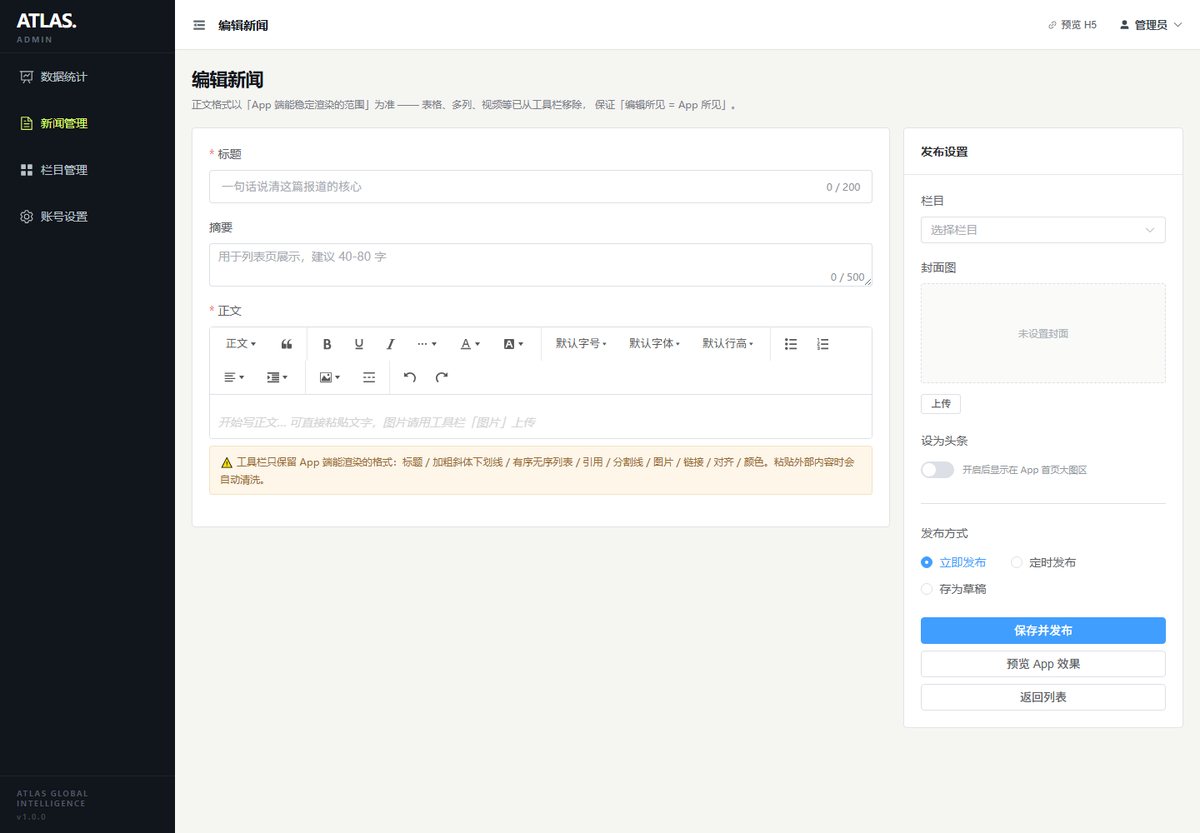 ATLAS.
ADMIN
数据统计
新闻管理
栏目管理
账号设置
ATLAS GLOBAL
INTELLIGENCE
v1.0.0
编辑新闻
预览 H5
管理员
编辑新闻
正文格式以「App 端能稳定渲染的范围」为准 —— 表格、多列、视频等已从工具栏移除， 保证「编辑所见 = App 所见」。
* 标题
一句话说清这篇报道的核心
0 / 200
摘要
用于列表页展示，建议 40-80 字
0 / 500
* 正文
正文
B U I ... A A 默认字号 默认字体 默认行高
开始写正文... 可直接粘贴文字，图片请用工具栏「图片」上传
⚠ 工具栏只保留 App 端能渲染的格式：标题 / 加粗斜体下划线 / 有序无序列表 / 引用 / 分割线 / 图片 / 链接 / 对齐 / 颜色。粘贴外部内容时会
自动清洗。
发布设置
栏目
选择栏目
封面图
未设置封面
上传
设为头条
开启后显示在 App 首页大图区
发布方式
立即发布
定时发布
存为草稿
保存并发布
预览 App 效果
返回列表